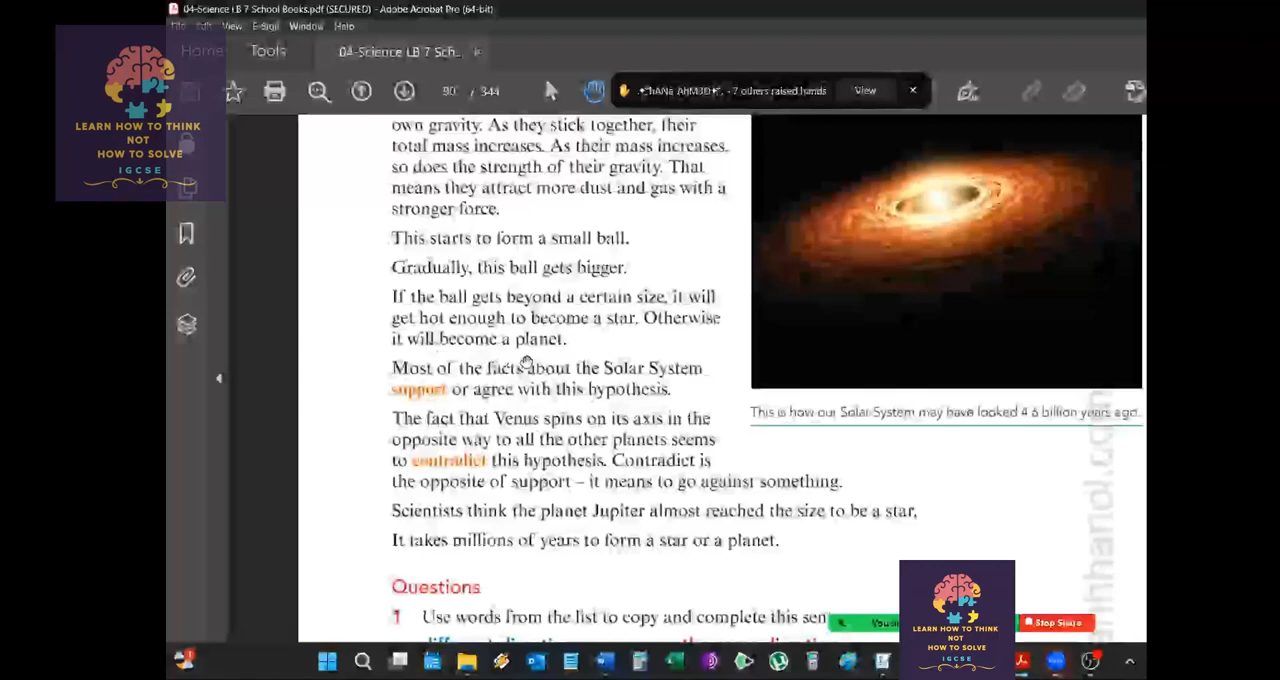 04-Science LB 7 School Books.pdf (SECURED) - Adobe Acrobat Pro (64-bit)
File Edit View E-Sign Window Help
Home Tools 04-Science LB 7 Sch...
90 / 344
- 7 others raised hands View
LEARN HOW TO THINK
NOT
HOW TO SOLVE
IGCSE
own gravity. As they stick together, their
total mass increases. As their mass increases,
so does the strength of their gravity. That
means they attract more dust and gas with a
stronger force.
This starts to form a small ball.
Gradually, this ball gets bigger.
If the ball gets beyond a certain size, it will
get hot enough to become a star. Otherwise
it will become a planet.
Most of the facts about the Solar System
support or agree with this hypothesis.
The fact that Venus spins on its axis in the
opposite way to all the other planets seems
to contradict this hypothesis. Contradict is
the opposite of support – it means to go against something.
Scientists think the planet Jupiter almost reached the size to be a star,
It takes millions of years to form a star or a planet.
This is how our Solar System may have looked 4.6 billion years ago.
Questions
1 Use words from the list to copy and complete this sen
Stop Share
LEARN HOW TO THINK
NOT
HOW TO SOLVE
IGCSE